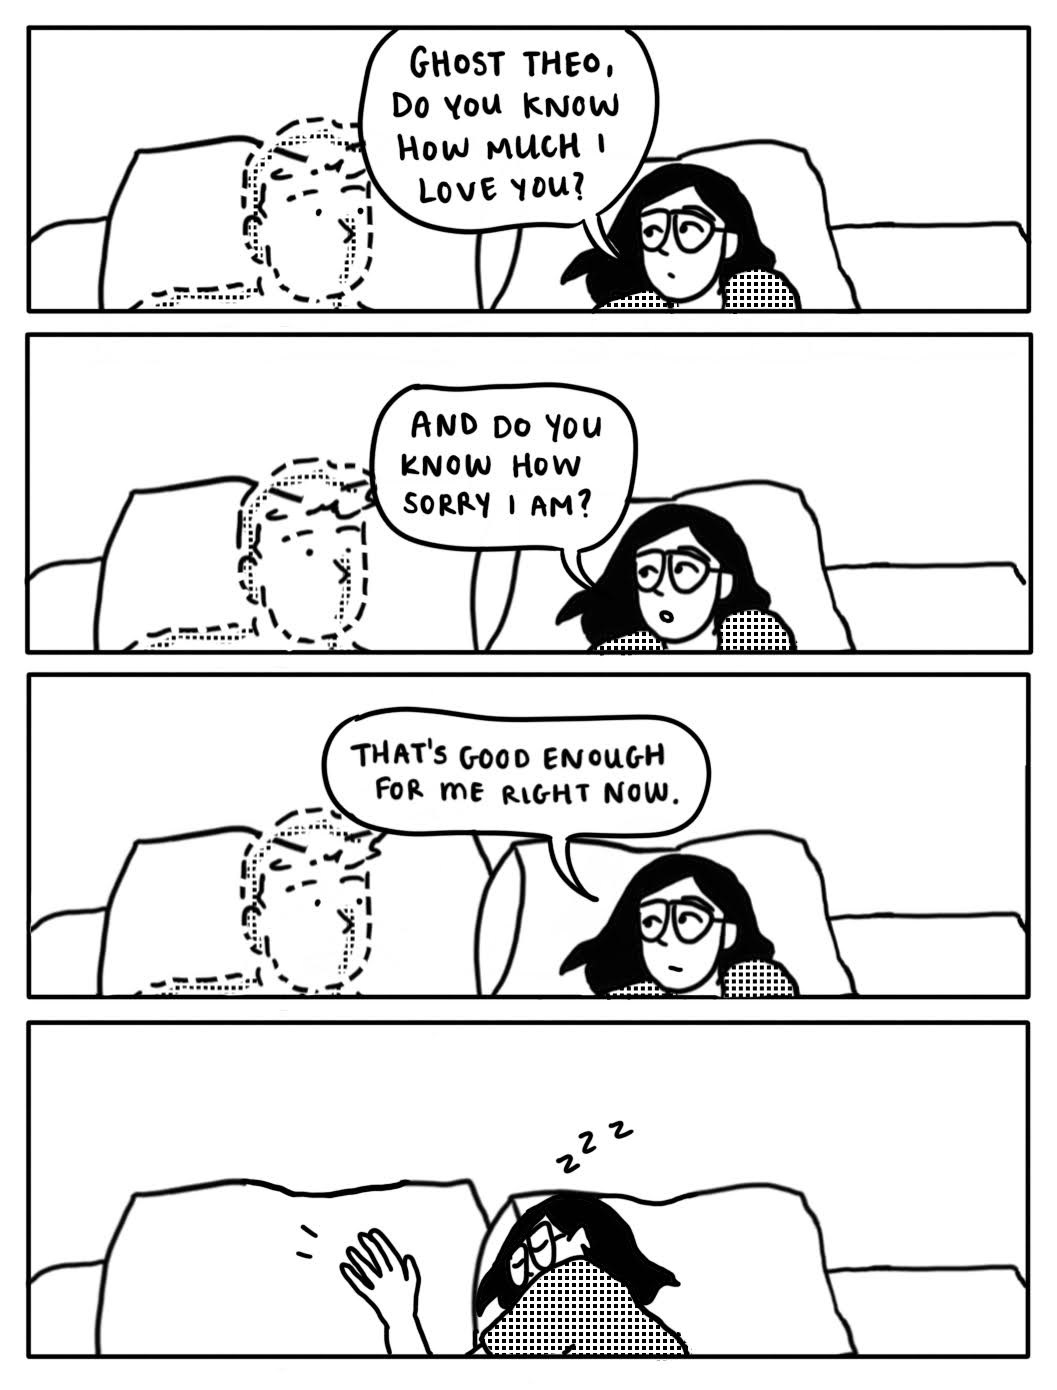 GHOST THEO,
DO YOU KNOW
HOW MUCH I
LOVE YOU?
AND DO YOU
KNOW HOW
SORRY I AM?
THAT'S GOOD ENOUGH
FOR ME RIGHT NOW.
z z z